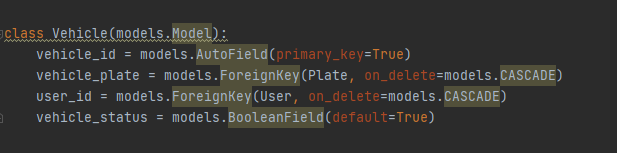 class Vehicle(models.Model):
vehicle_id = models.AutoField(primary_key=True)
vehicle_plate = models.ForeignKey(Plate, on_delete=models.CASCADE)
user_id = models.ForeignKey(User, on_delete=models.CASCADE)
vehicle_status = models.BooleanField(default=True)